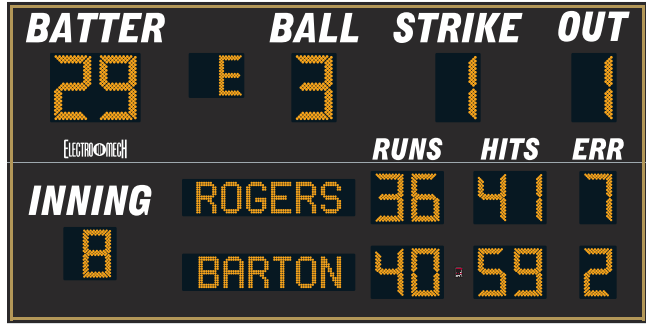 BATTER BALL STRIKE OUT
29 E 3 1 1
ELECTRO-MECH
RUNS HITS ERR
INNING ROGERS 36 41 7
8
BARTON 40 59 2